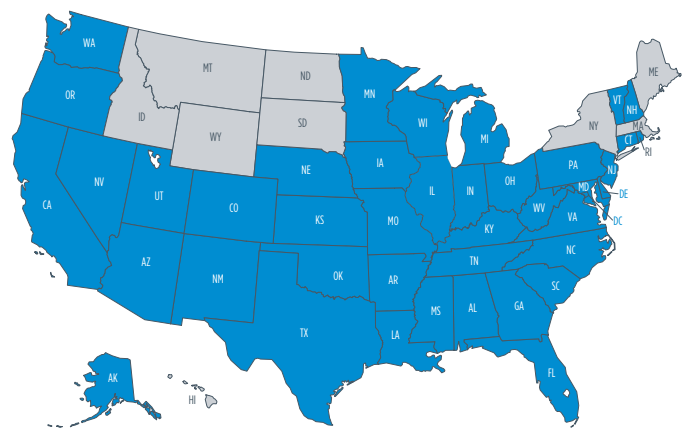 WA
MT
ND
MN
ME
VT
NH
OR
ID
SD
WI
NY
MA
WY
MI
CT
RI
NE
IA
PA
NJ
NV
UT
CO
IL
IN
OH
MD
DE
CA
KS
MO
WV
VA
DC
KY
AZ
NM
OK
AR
TN
NC
SC
TX
LA
MS
AL
GA
FL
AK
HI